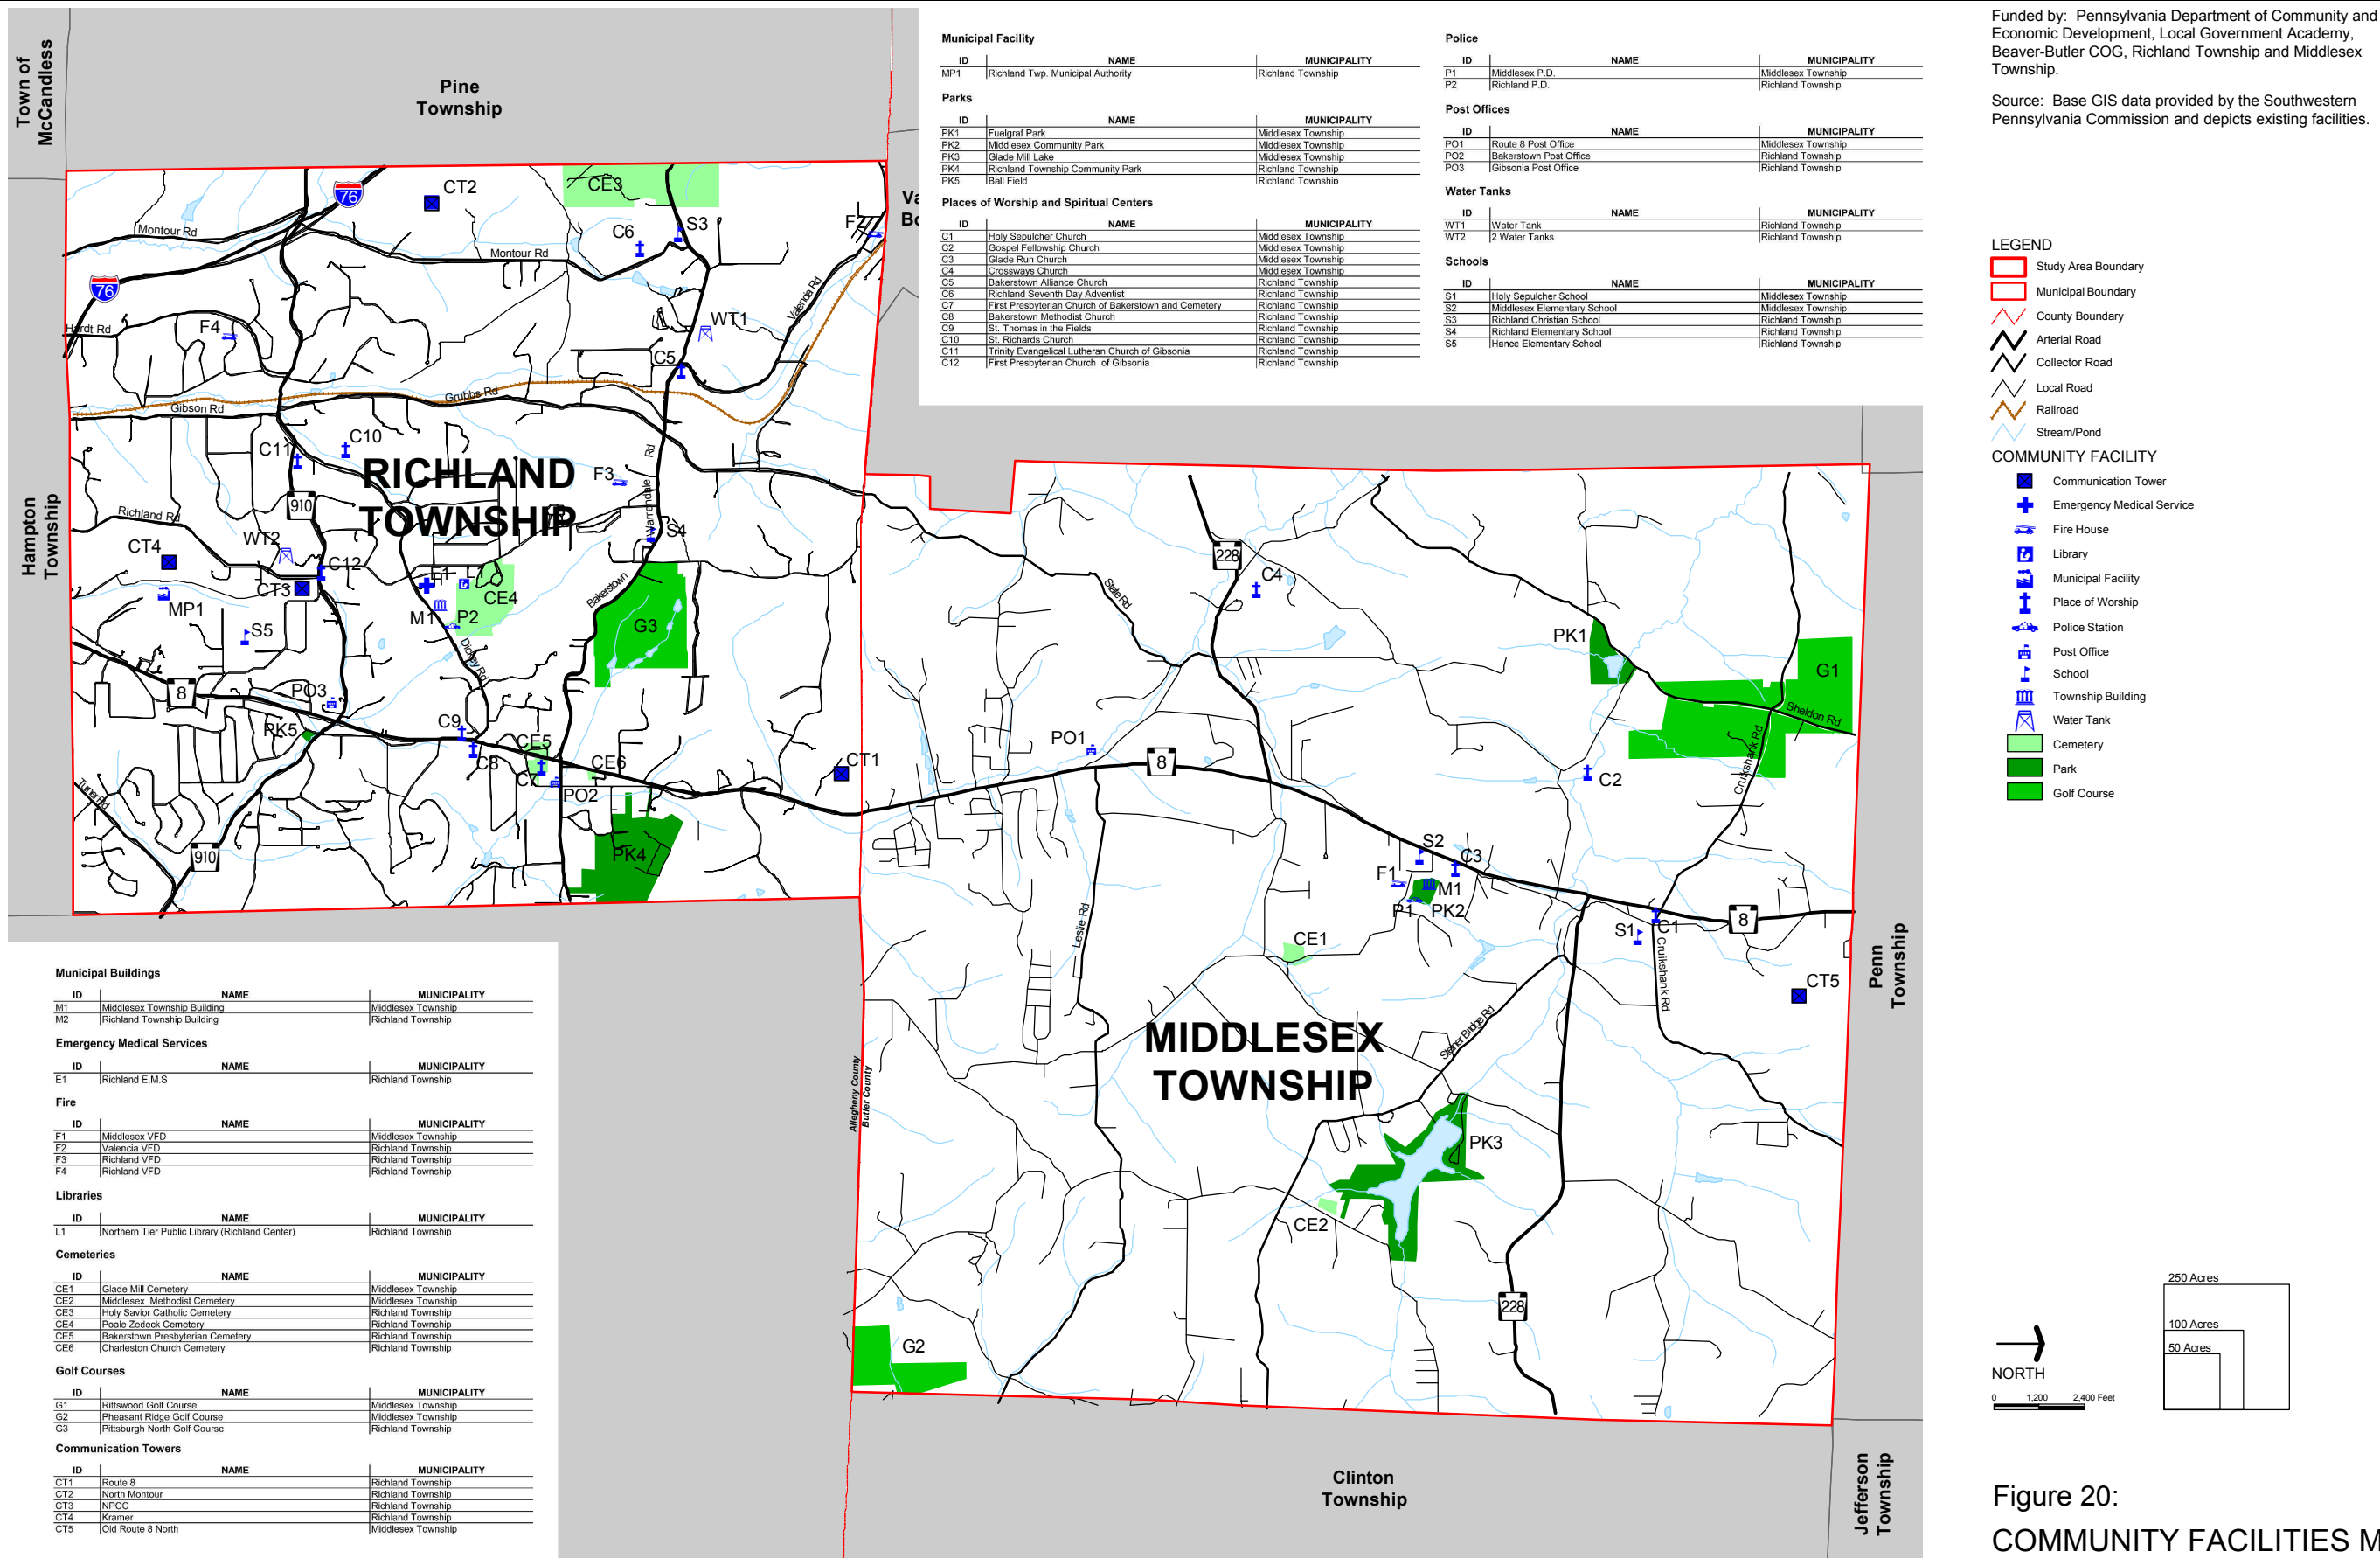 Funded by: Pennsylvania Department of Community and
Economic Development, Local Government Academy,
Beaver-Butler COG, Richland Township and Middlesex
Township.
Source: Base GIS data provided by the Southwestern
Pennsylvania Commission and depicts existing facilities.
LEGEND
Study Area Boundary
Municipal Boundary
County Boundary
Arterial Road
Collector Road
Local Road
Railroad
Stream/Pond
COMMUNITY FACILITY
Communication Tower
Emergency Medical Service
Fire House
Library
Municipal Facility
Place of Worship
Police Station
Post Office
School
Township Building
Water Tank
Cemetery
Park
Golf Course
250 Acres
100 Acres
50 Acres
NORTH
0 1,200 2,400 Feet
Figure 20:
COMMUNITY FACILITIES M
Municipal Facility
ID NAME MUNICIPALITY
MP1 Richland Twp. Municipal Authority Richland Township
Parks
ID NAME MUNICIPALITY
PK1 Fuelgraf Park Middlesex Township
PK2 Middlesex Community Park Middlesex Township
PK3 Glade Mill Lake Middlesex Township
PK4 Richland Township Community Park Richland Township
PK5 Ball Field Richland Township
Places of Worship and Spiritual Centers
ID NAME MUNICIPALITY
C1 Holy Sepulcher Church Middlesex Township
C2 Gospel Fellowship Church Middlesex Township
C3 Glade Run Church Middlesex Township
C4 Crossways Church Middlesex Township
C5 Bakerstown Alliance Church Richland Township
C6 Richland Seventh Day Adventist Richland Township
C7 First Presbyterian Church of Bakerstown and Cemetery Richland Township
C8 Bakerstown Methodist Church Richland Township
C9 St. Thomas in the Fields Richland Township
C10 St. Richards Church Richland Township
C11 Trinity Evangelical Lutheran Church of Gibsonia Richland Township
C12 First Presbyterian Church of Gibsonia Richland Township
Police
ID NAME MUNICIPALITY
P1 Middlesex P.D. Middlesex Township
P2 Richland P.D. Richland Township
Post Offices
ID NAME MUNICIPALITY
PO1 Route 8 Post Office Middlesex Township
PO2 Bakerstown Post Office Richland Township
PO3 Gibsonia Post Office Richland Township
Water Tanks
ID NAME MUNICIPALITY
WT1 Water Tank Richland Township
WT2 2 Water Tanks Richland Township
Schools
ID NAME MUNICIPALITY
S1 Holy Sepulcher School Middlesex Township
S2 Middlesex Elementary School Middlesex Township
S3 Richland Christian School Richland Township
S4 Richland Elementary School Richland Township
S5 Hance Elementary School Richland Township
Town of
McCandless
Pine
Township
Va
Bo
Hampton
Township
Penn
Township
Clinton
Township
Jefferson
Township
RICHLAND
TOWNSHIP
MIDDLESEX
TOWNSHIP
Allegheny County
Butler County
76
CT2
CE3
Montour Rd
C6
S3
F2
Montour Rd
76
Hardt Rd
F4
WT1
Valencia Rd
C5
Gibson Rd
Grubbs Rd
C11
C10
F3
Warrendale Rd
910
Richland Rd
WT2
CT4
S4
C12
CT3
E1
L1
CE4
Bakerstown
MP1
M1
P2
G3
S5
Dickey Rd
8
PO3
PK5
C9
C8
CE5
C7
CE6
PO2
CT1
Turner Rd
910
PK4
228
C4
State Rd
PK1
G1
Sheldon Rd
Cruikshank Rd
PO1
8
C2
S2
C3
F1
M1
P1
PK2
Leslie Rd
CE1
S1
C1
8
Cruikshank Rd
CT5
Steiner Bridge Rd
PK3
CE2
228
G2
Municipal Buildings
ID NAME MUNICIPALITY
M1 Middlesex Township Building Middlesex Township
M2 Richland Township Building Richland Township
Emergency Medical Services
ID NAME MUNICIPALITY
E1 Richland E.M.S Richland Township
Fire
ID NAME MUNICIPALITY
F1 Middlesex VFD Middlesex Township
F2 Valencia VFD Richland Township
F3 Richland VFD Richland Township
F4 Richland VFD Richland Township
Libraries
ID NAME MUNICIPALITY
L1 Northern Tier Public Library (Richland Center) Richland Township
Cemeteries
ID NAME MUNICIPALITY
CE1 Glade Mill Cemetery Middlesex Township
CE2 Middlesex Methodist Cemetery Middlesex Township
CE3 Holy Savior Catholic Cemetery Richland Township
CE4 Poale Zedeck Cemetery Richland Township
CE5 Bakerstown Presbyterian Cemetery Richland Township
CE6 Charleston Church Cemetery Richland Township
Golf Courses
ID NAME MUNICIPALITY
G1 Rittswood Golf Course Middlesex Township
G2 Pheasant Ridge Golf Course Middlesex Township
G3 Pittsburgh North Golf Course Richland Township
Communication Towers
ID NAME MUNICIPALITY
CT1 Route 8 Richland Township
CT2 North Montour Richland Township
CT3 NPCC Richland Township
CT4 Kramer Richland Township
CT5 Old Route 8 North Middlesex Township